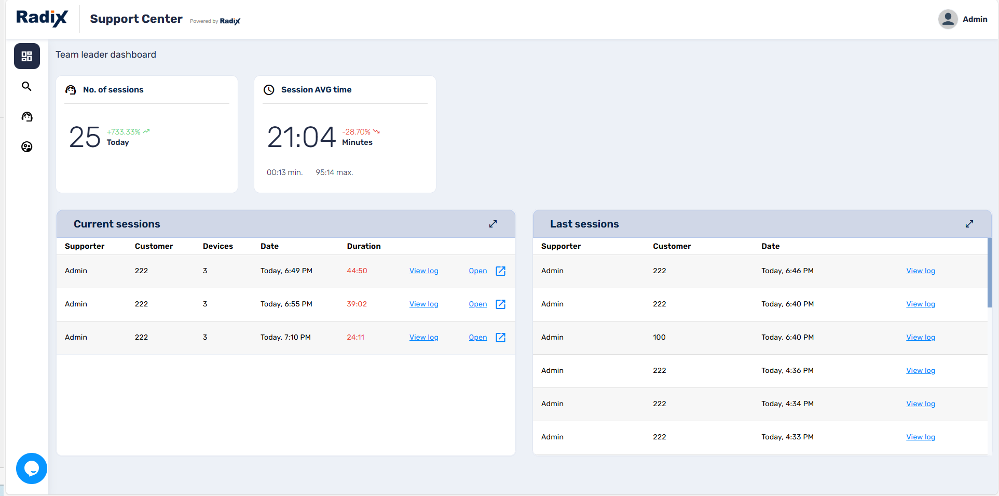 Radix
Support Center Powered by Radix
Admin
Team leader dashboard
No. of sessions
25 +733.33%
Today
Session AVG time
21:04 -28.70%
Minutes
00:13 min. 95:14 max.
Current sessions
Supporter Customer Devices Date Duration
Admin 222 3 Today, 6:49 PM 44:50 View log Open
Admin 222 3 Today, 6:55 PM 39:02 View log Open
Admin 222 3 Today, 7:10 PM 24:11 View log Open
Last sessions
Supporter Customer Date
Admin 222 Today, 6:46 PM View log
Admin 222 Today, 6:40 PM View log
Admin 100 Today, 6:40 PM View log
Admin 222 Today, 4:36 PM View log
Admin 222 Today, 4:34 PM View log
Admin 222 Today, 4:33 PM View log